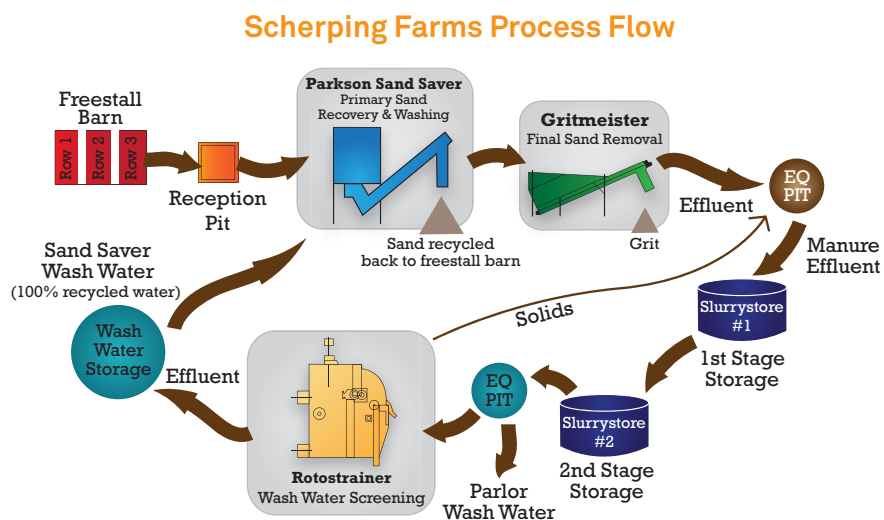 Scherping Farms Process Flow
Freestall
Barn
Row 1
Row 2
Row 3
Reception
Pit
Parkson Sand Saver
Primary Sand
Recovery & Washing
Sand recycled
back to freestall barn
Gritmeister
Final Sand Removal
Grit
Effluent
EQ
PIT
Manure
Effluent
Slurrystore
#1
1st Stage
Storage
Slurrystore
#2
2nd Stage
Storage
EQ
PIT
Parlor
Wash Water
Solids
Rotostrainer
Wash Water Screening
Effluent
Wash
Water
Storage
Sand Saver
Wash Water
(100% recycled water)